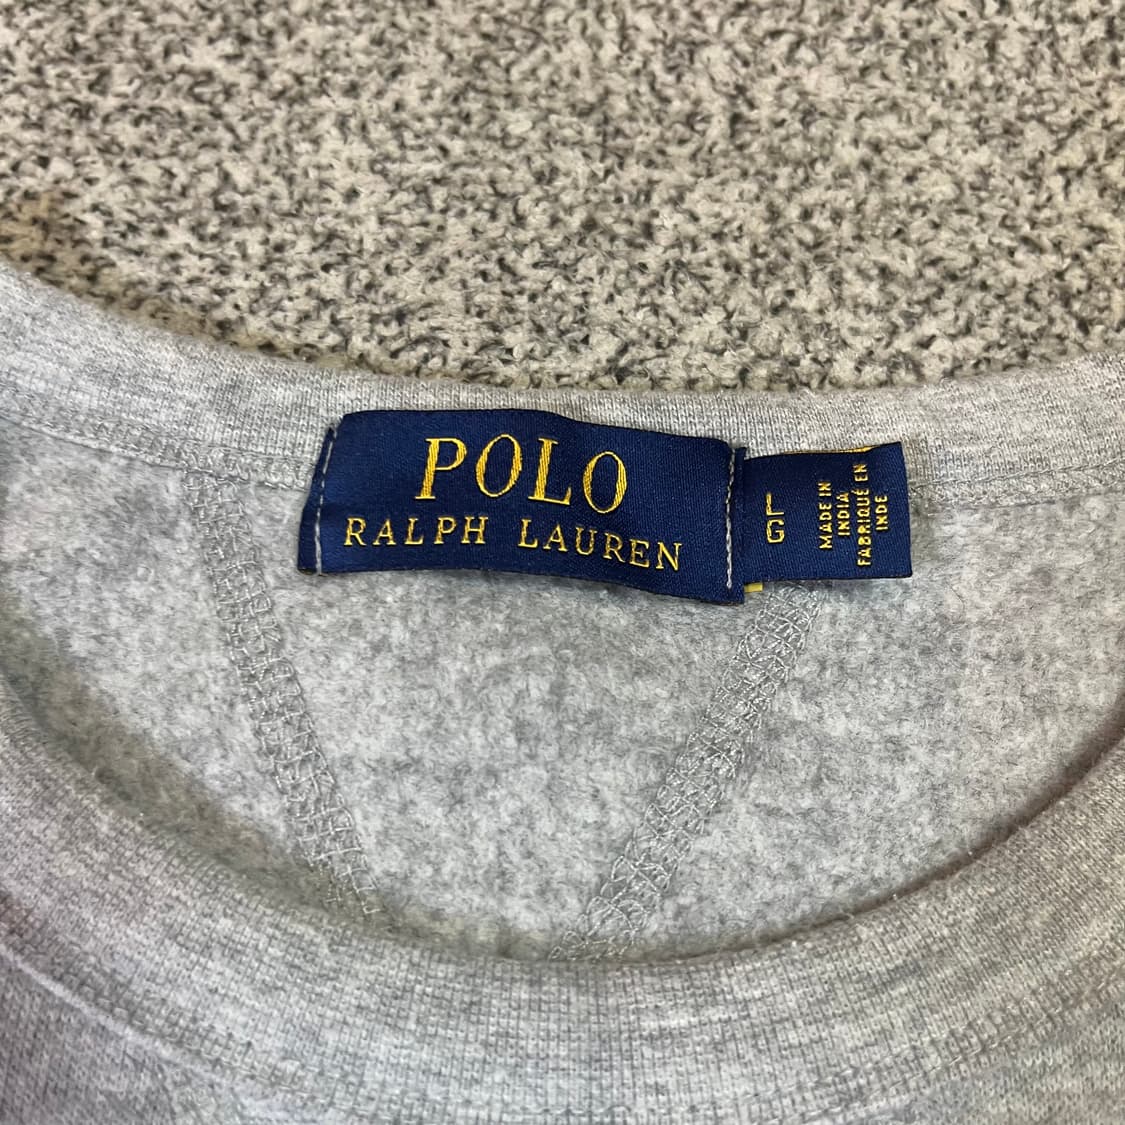 POLO
RALPH LAUREN
L
G
MADE IN
INDIA
FABRIQUÉ EN
INDE